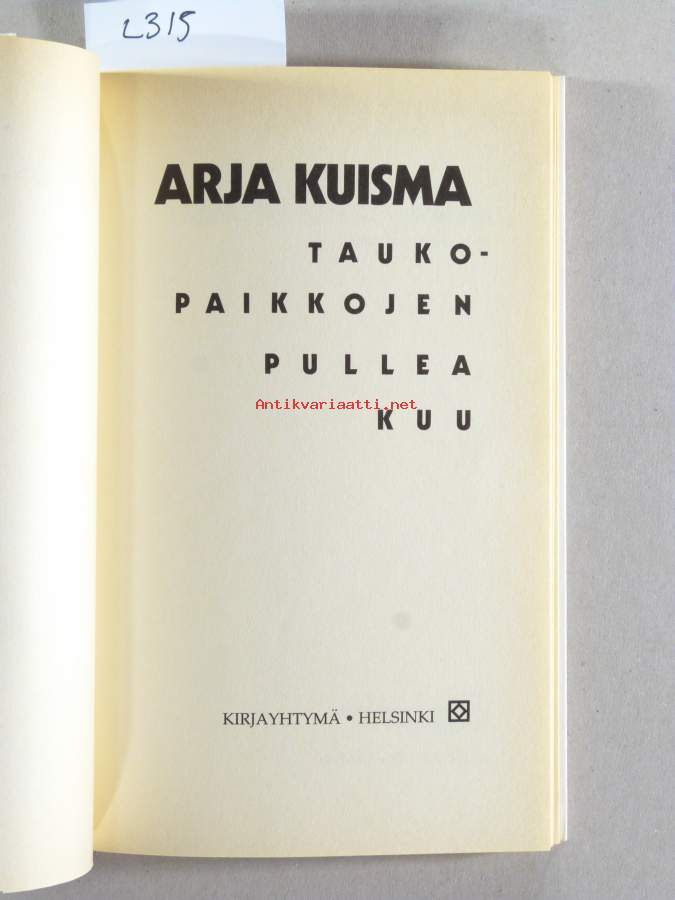 L315
ARJA KUISMA
TAUKO-
PAIKKOJEN
PULLEA
Antikvariaatti.net
KUU
KIRJAYHTYMÄ • HELSINKI